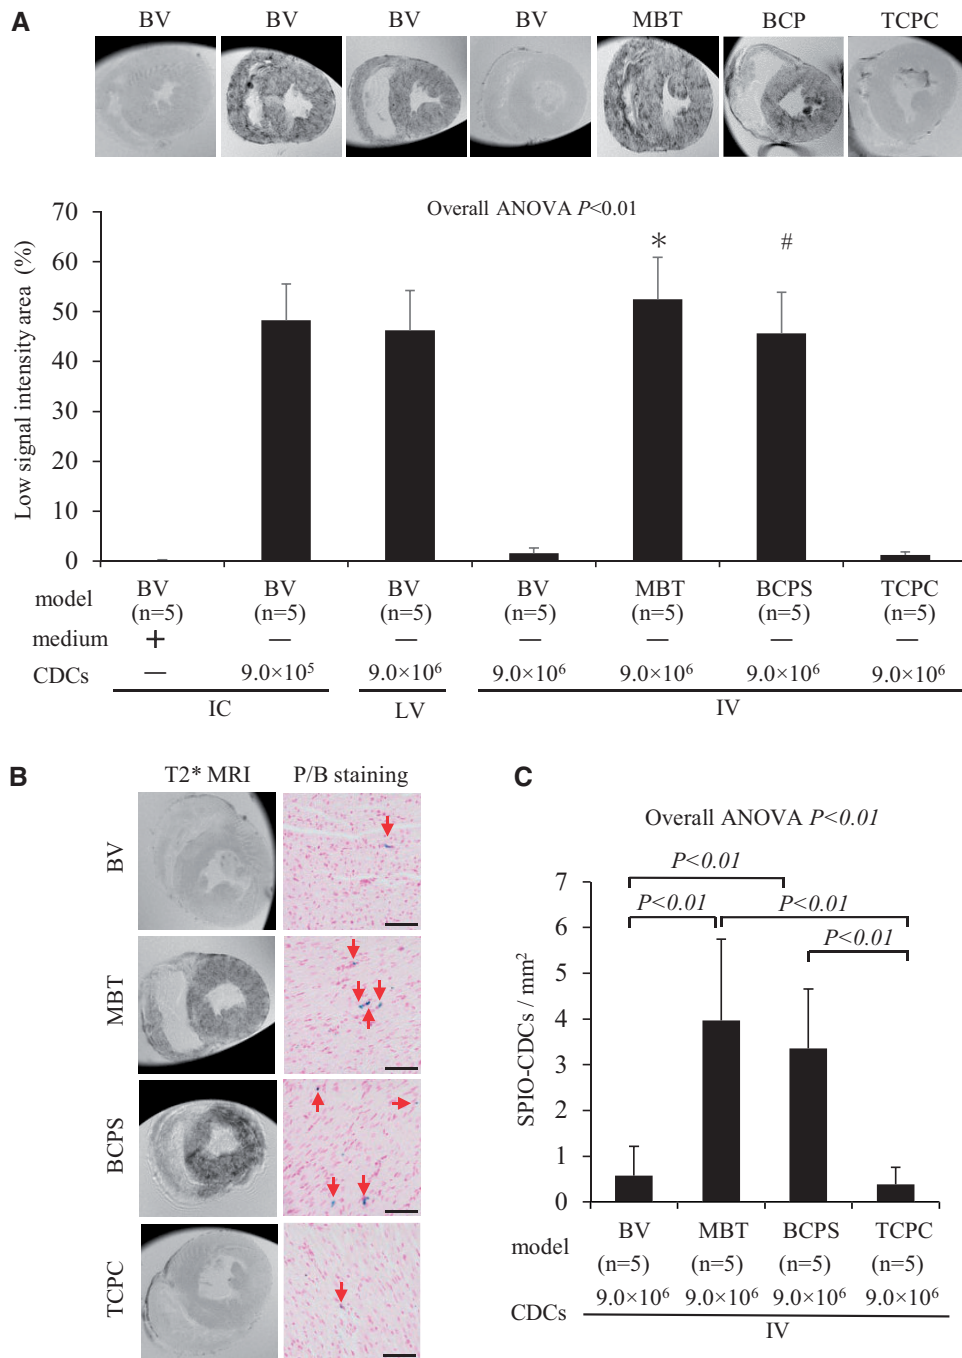 A
BV BV BV BV MBT BCP TCPC
Overall ANOVA P<0.01
* #
Low signal intensity area (%)
70
60
50
40
30
20
10
0
model BV BV BV BV MBT BCPS TCPC
(n=5) (n=5) (n=5) (n=5) (n=5) (n=5) (n=5)
medium + — — — — — —
CDCs — 9.0×10⁵ 9.0×10⁶ 9.0×10⁶ 9.0×10⁶ 9.0×10⁶ 9.0×10⁶
IC LV IV
B
T2* MRI P/B staining
BV
MBT
BCPS
TCPC
C
Overall ANOVA P<0.01
P<0.01
P<0.01 P<0.01
P<0.01
SPIO-CDCs / mm²
7
6
5
4
3
2
1
0
model BV MBT BCPS TCPC
(n=5) (n=5) (n=5) (n=5)
CDCs 9.0×10⁶ 9.0×10⁶ 9.0×10⁶ 9.0×10⁶
IV